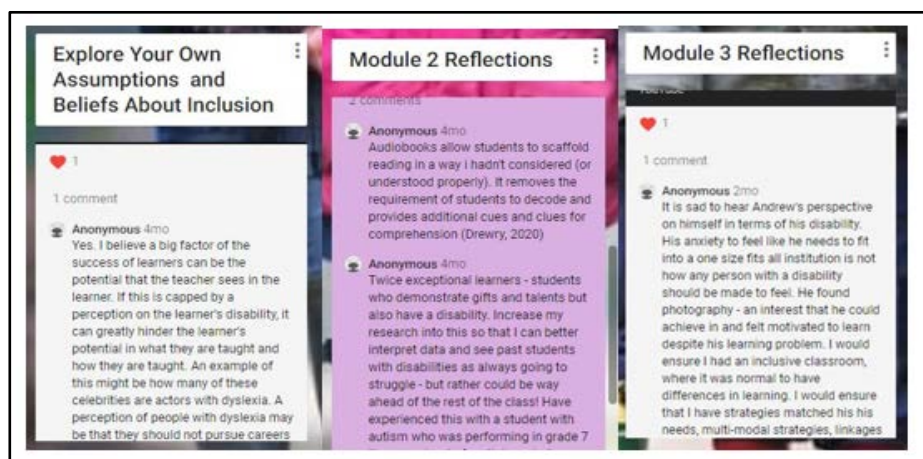 Explore Your Own
Assumptions and
Beliefs About Inclusion
1
1 comment
Anonymous 4mo
Yes. I believe a big factor of the
success of learners can be the
potential that the teacher sees in the
learner. If this is capped by a
perception on the learner's disability, it
can greatly hinder the learner's
potential in what they are taught and
how they are taught. An example of
this might be how many of these
celebrities are actors with dyslexia. A
perception of people with dyslexia may
be that they should not pursue careers
Module 2 Reflections
2 comments
Anonymous 4mo
Audiobooks allow students to scaffold
reading in a way i hadn't considered (or
understood properly). It removes the
requirement of students to decode and
provides additional cues and clues for
comprehension (Drewry, 2020)
Anonymous 4mo
Twice exceptional learners - students
who demonstrate gifts and talents but
also have a disability. Increase my
research into this so that I can better
interpret data and see past students
with disabilities as always going to
struggle - but rather could be way
ahead of the rest of the class! Have
experienced this with a student with
autism who was performing in grade 7
Module 3 Reflections
1
1 comment
Anonymous 2mo
It is sad to hear Andrew's perspective
on himself in terms of his disability.
His anxiety to feel like he needs to fit
into a one size fits all institution is not
how any person with a disability
should be made to feel. He found
photography - an interest that he could
achieve in and felt motivated to learn
despite his learning problem. I would
ensure I had an inclusive classroom,
where it was normal to have
differences in learning. I would ensure
that I have strategies matched his his
needs, multi-modal strategies, linkages